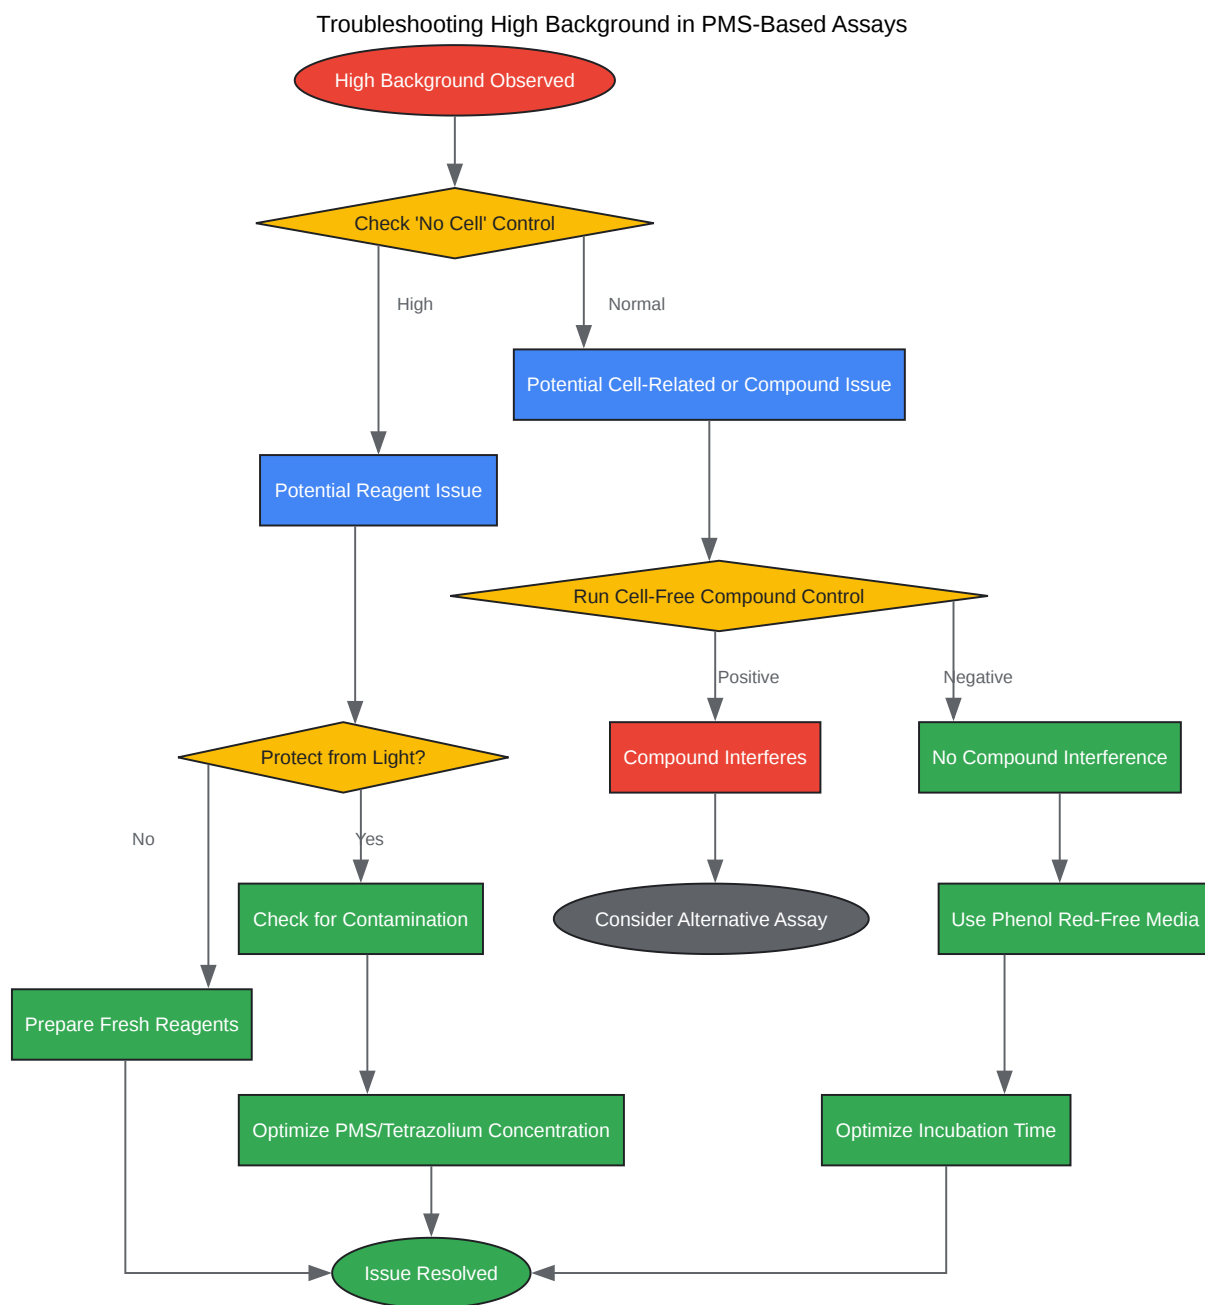 Troubleshooting High Background in PMS-Based Assays
High Background Observed
Check 'No Cell' Control
High
Normal
Potential Cell-Related or Compound Issue
Potential Reagent Issue
Run Cell-Free Compound Control
Positive
Negative
Protect from Light?
Compound Interferes
No Compound Interference
No
Yes
Check for Contamination
Consider Alternative Assay
Use Phenol Red-Free Media
Prepare Fresh Reagents
Optimize PMS/Tetrazolium Concentration
Optimize Incubation Time
Issue Resolved